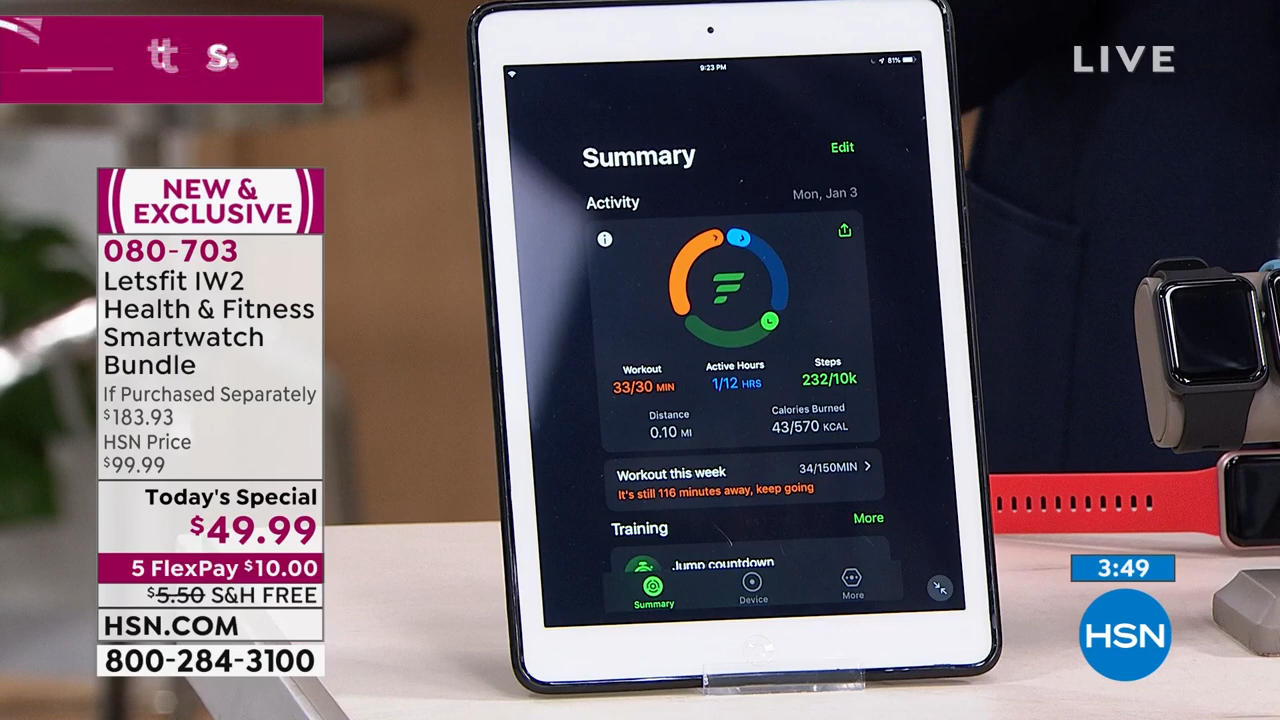 tt s.
LIVE
NEW &
EXCLUSIVE
080-703
Letsfit IW2
Health & Fitness
Smartwatch
Bundle
If Purchased Separately
$183.93
HSN Price
$99.99
Today's Special
$49.99
5 FlexPay $10.00
$5.50 S&H FREE
HSN.COM
800-284-3100
9:23 PM
81%
Summary
Edit
Activity
Mon, Jan 3
Workout
Active Hours
Steps
33/30 MIN
1/12 HRS
232/10k
Distance
Calories Burned
0.10 MI
43/570 KCAL
Workout this week
34/150MIN >
It's still 116 minutes away, keep going
Training
More
Jump countdown
Summary
Device
More
3:49
HSN